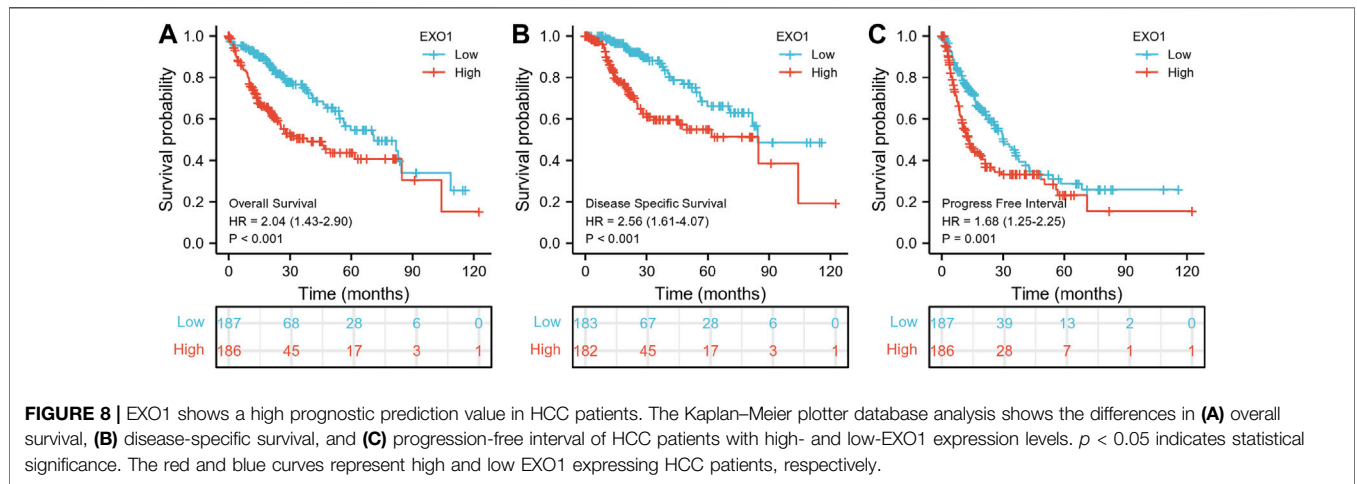 A
Survival probability
1.0
0.8
0.6
0.4
0.2
0.0
EXO1
Low
High
Overall Survival
HR = 2.04 (1.43-2.90)
P < 0.001
0 30 60 90 120
Time (months)
Low 187 68 28 6 0
High 186 45 17 3 1
B
Survival probability
1.0
0.8
0.6
0.4
0.2
0.0
EXO1
Low
High
Disease Specific Survival
HR = 2.56 (1.61-4.07)
P < 0.001
0 30 60 90 120
Time (months)
Low 183 67 28 6 0
High 182 45 17 3 1
C
Survival probability
1.0
0.8
0.6
0.4
0.2
0.0
EXO1
Low
High
Progress Free Interval
HR = 1.68 (1.25-2.25)
P = 0.001
0 30 60 90 120
Time (months)
Low 187 39 13 2 0
High 186 28 7 1 1
FIGURE 8 | EXO1 shows a high prognostic prediction value in HCC patients. The Kaplan–Meier plotter database analysis shows the differences in (A) overall
survival, (B) disease-specific survival, and (C) progression-free interval of HCC patients with high- and low-EXO1 expression levels. p < 0.05 indicates statistical
significance. The red and blue curves represent high and low EXO1 expressing HCC patients, respectively.